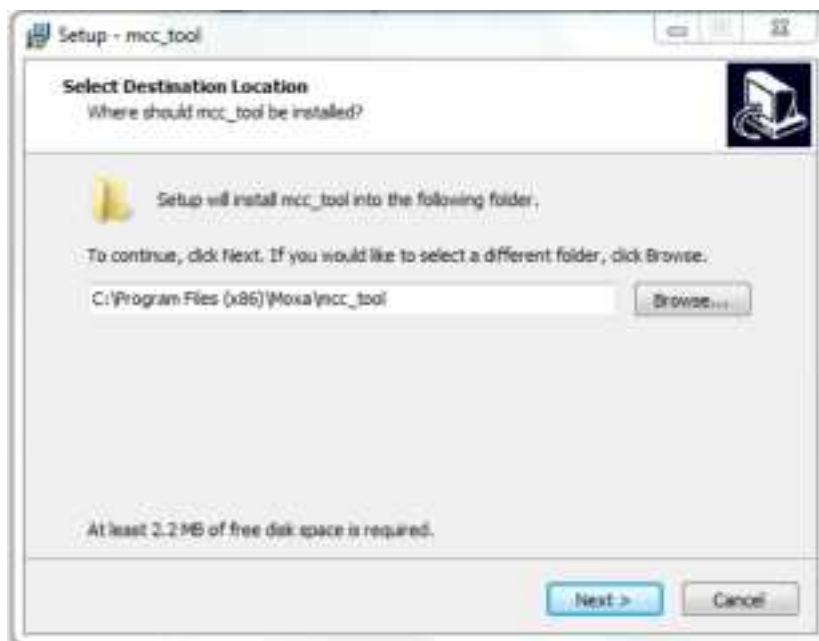 Setup - mcc_tool
Select Destination Location
Where should mcc_tool be installed?
Setup will install mcc_tool into the following folder.
To continue, click Next. If you would like to select a different folder, click Browse.
C:\Program Files (x86)\Moxa\mcc_tool
Browse...
At least 2.2 MB of free disk space is required.
Next >
Cancel